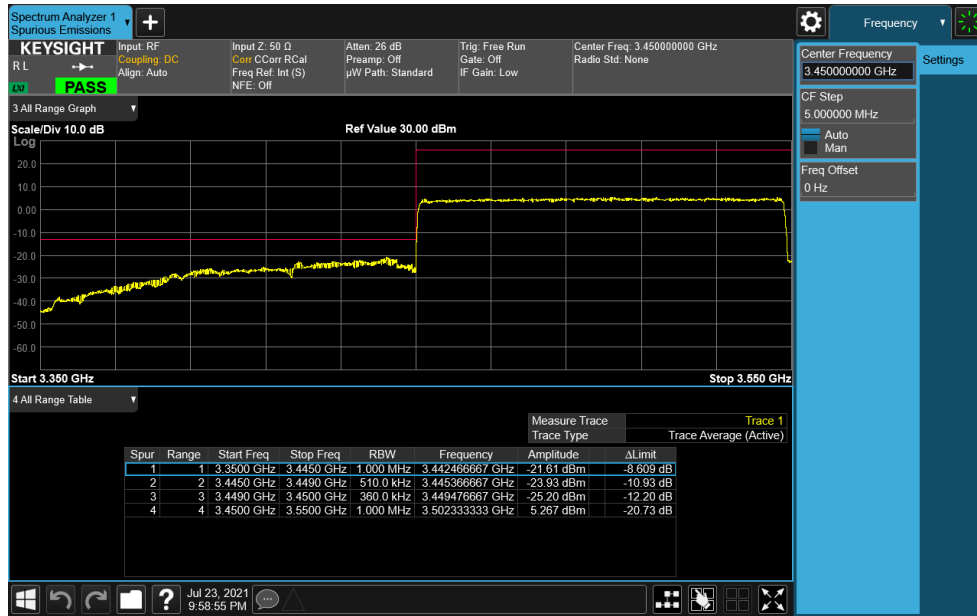 Spectrum Analyzer 1
Spurious Emissions
+
Frequency
KEYSIGHT
R L
LXI
PASS
Input: RF
Coupling: DC
Align: Auto
Input Z: 50 Ω
Corr CCorr RCal
Freq Ref: Int (S)
NFE: Off
Atten: 26 dB
Preamp: Off
µW Path: Standard
Trig: Free Run
Gate: Off
IF Gain: Low
Center Freq: 3.450000000 GHz
Radio Std: None
Center Frequency
3.450000000 GHz
Settings
CF Step
5.000000 MHz
Auto
Man
Freq Offset
0 Hz
3 All Range Graph
Scale/Div 10.0 dB
Ref Value 30.00 dBm
Log
20.0
10.0
0.00
-10.0
-20.0
-30.0
-40.0
-50.0
-60.0
Start 3.350 GHz
Stop 3.550 GHz
4 All Range Table
Measure Trace Trace 1
Trace Type Trace Average (Active)
Spur Range Start Freq Stop Freq RBW Frequency Amplitude ΔLimit
1 1 3.3500 GHz 3.4450 GHz 1.000 MHz 3.442466667 GHz -21.61 dBm -8.609 dB
2 2 3.4450 GHz 3.4490 GHz 510.0 kHz 3.445366667 GHz -23.93 dBm -10.93 dB
3 3 3.4490 GHz 3.4500 GHz 360.0 kHz 3.449476667 GHz -25.20 dBm -12.20 dB
4 4 3.4500 GHz 3.5500 GHz 1.000 MHz 3.502333333 GHz 5.267 dBm -20.73 dB
?
Jul 23, 2021
9:58:55 PM